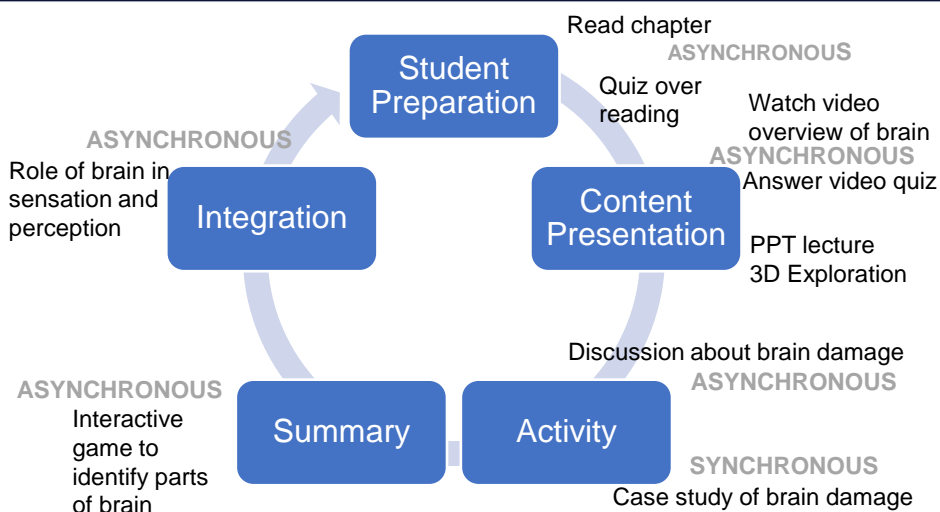 Read chapter
ASYNCHRONOUS
Student
Preparation
Quiz over
reading
Watch video
overview of brain
ASYNCHRONOUS
Answer video quiz
Content
Presentation
PPT lecture
3D Exploration
Discussion about brain damage
ASYNCHRONOUS
Activity
SYNCHRONOUS
Case study of brain damage
Summary
ASYNCHRONOUS
Interactive
game to
identify parts
of brain
Integration
ASYNCHRONOUS
Role of brain in
sensation and
perception